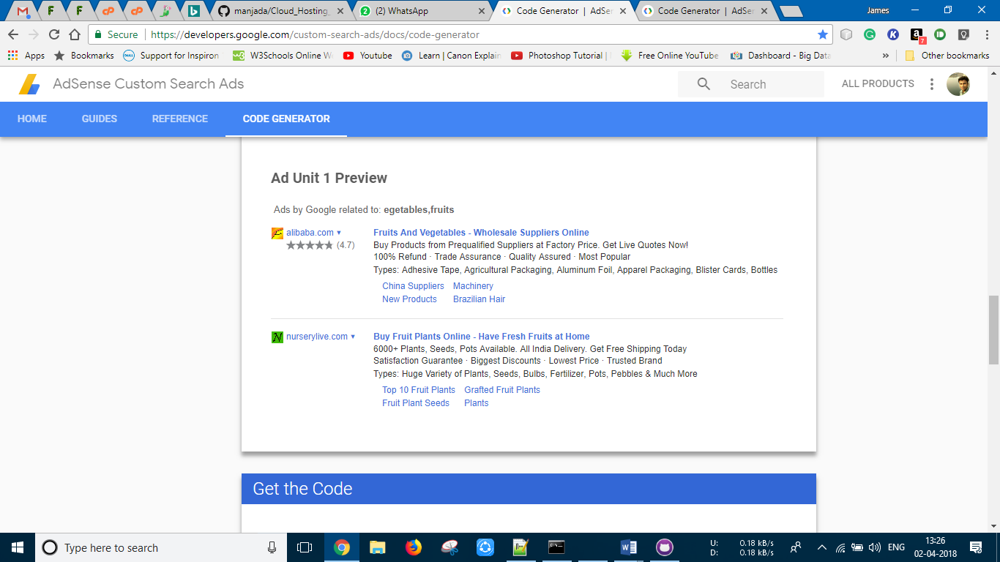 manjada/Cloud_Hosting_
(2) WhatsApp
Code Generator | AdSe
Code Generator | AdSe
James
Secure
https://developers.google.com/custom-search-ads/docs/code-generator
7
Apps
Bookmarks
Support for Inspiron
W3Schools Online W
Youtube
Learn | Canon Explain
Photoshop Tutorial |
Free Online YouTube
Dashboard - Big Data
»
Other bookmarks
AdSense Custom Search Ads
Search
ALL PRODUCTS
HOME
GUIDES
REFERENCE
CODE GENERATOR
Ad Unit 1 Preview
Ads by Google related to: egetables,fruits
alibaba.com ▾
★★★★★ (4.7)
Fruits And Vegetables - Wholesale Suppliers Online
Buy Products from Prequalified Suppliers at Factory Price. Get Live Quotes Now!
100% Refund · Trade Assurance · Quality Assured · Most Popular
Types: Adhesive Tape, Agricultural Packaging, Aluminum Foil, Apparel Packaging, Blister Cards, Bottles
China Suppliers Machinery
New Products Brazilian Hair
nurserylive.com ▾
Buy Fruit Plants Online - Have Fresh Fruits at Home
6000+ Plants, Seeds, Pots Available. All India Delivery. Get Free Shipping Today
Satisfaction Guarantee · Biggest Discounts · Lowest Price · Trusted Brand
Types: Huge Variety of Plants, Seeds, Bulbs, Fertilizer, Pots, Pebbles & Much More
Top 10 Fruit Plants Grafted Fruit Plants
Fruit Plant Seeds Plants
Get the Code
Type here to search
U: 0.18 kB/s
D: 0.18 kB/s
ENG
13:26
02-04-2018